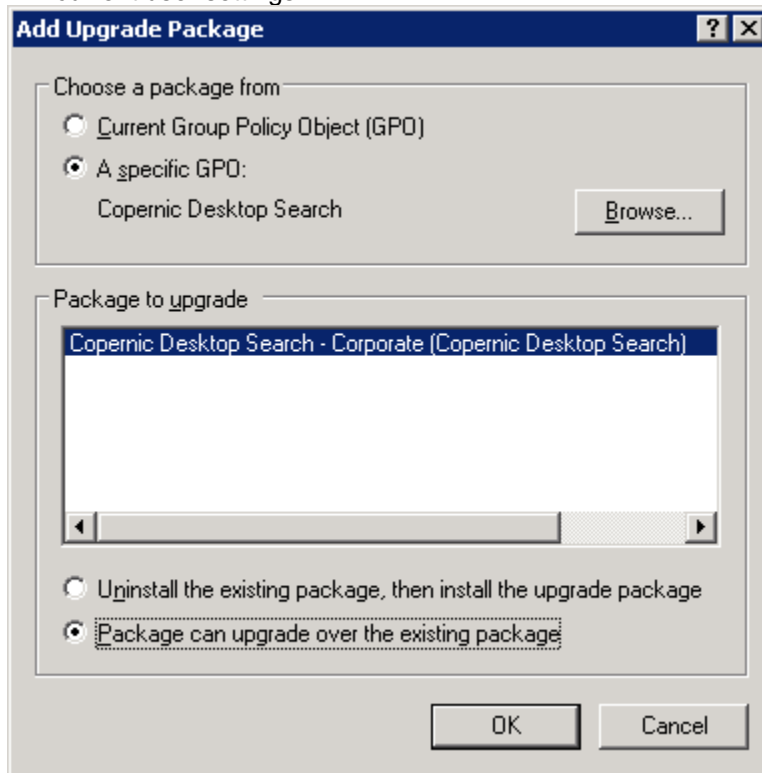 Add Upgrade Package
Choose a package from
Current Group Policy Object (GPO)
A specific GPO:
Copernic Desktop Search
Browse...
Package to upgrade
Copernic Desktop Search - Corporate (Copernic Desktop Search)
Uninstall the existing package, then install the upgrade package
Package can upgrade over the existing package
OK Cancel